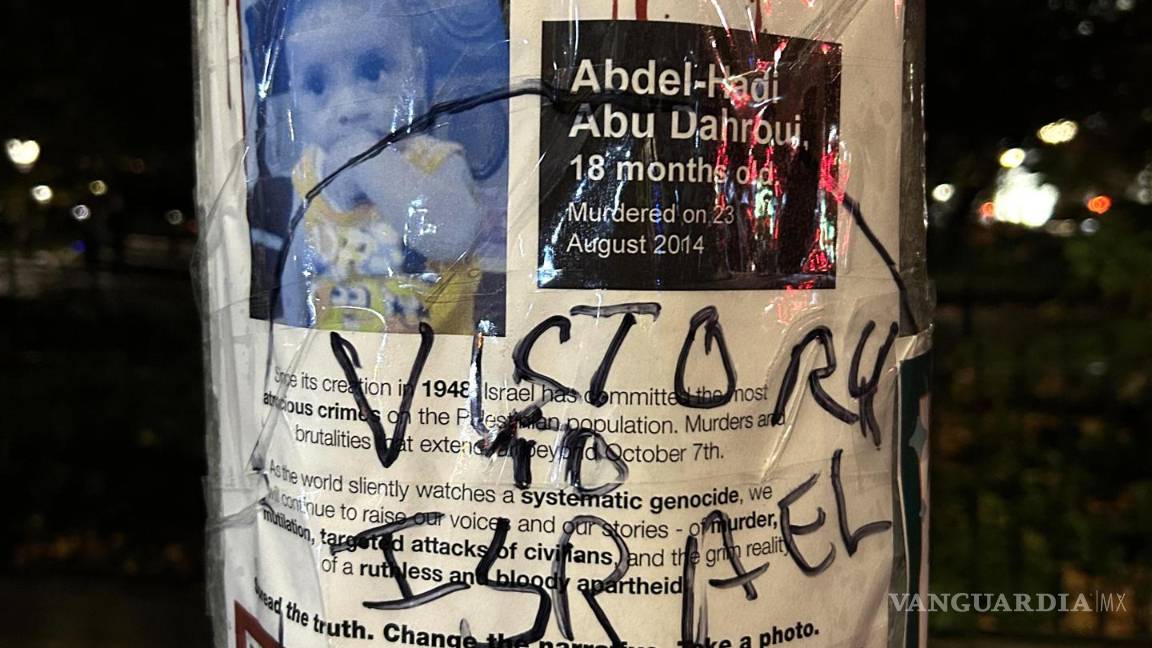 Abdel-Hadi
Abu Dahrouj,
18 months old
Murdered on 23
August 2014
Since its creation in 1948, Israel has committed the most
atrocious crimes on the Palestinian population. Murders and
brutalities that extend far beyond October 7th.
As the world sliently watches a systematic genocide, we
will continue to raise our voices and our stories - of murder,
mutilation, targeted attacks of civilians, and the grim reality
of a ruthless and bloody apartheid.
Spread the truth. Change the narrative. Take a photo.
VISTORY
TO
ISRAEL
VANGUARDIA|MX